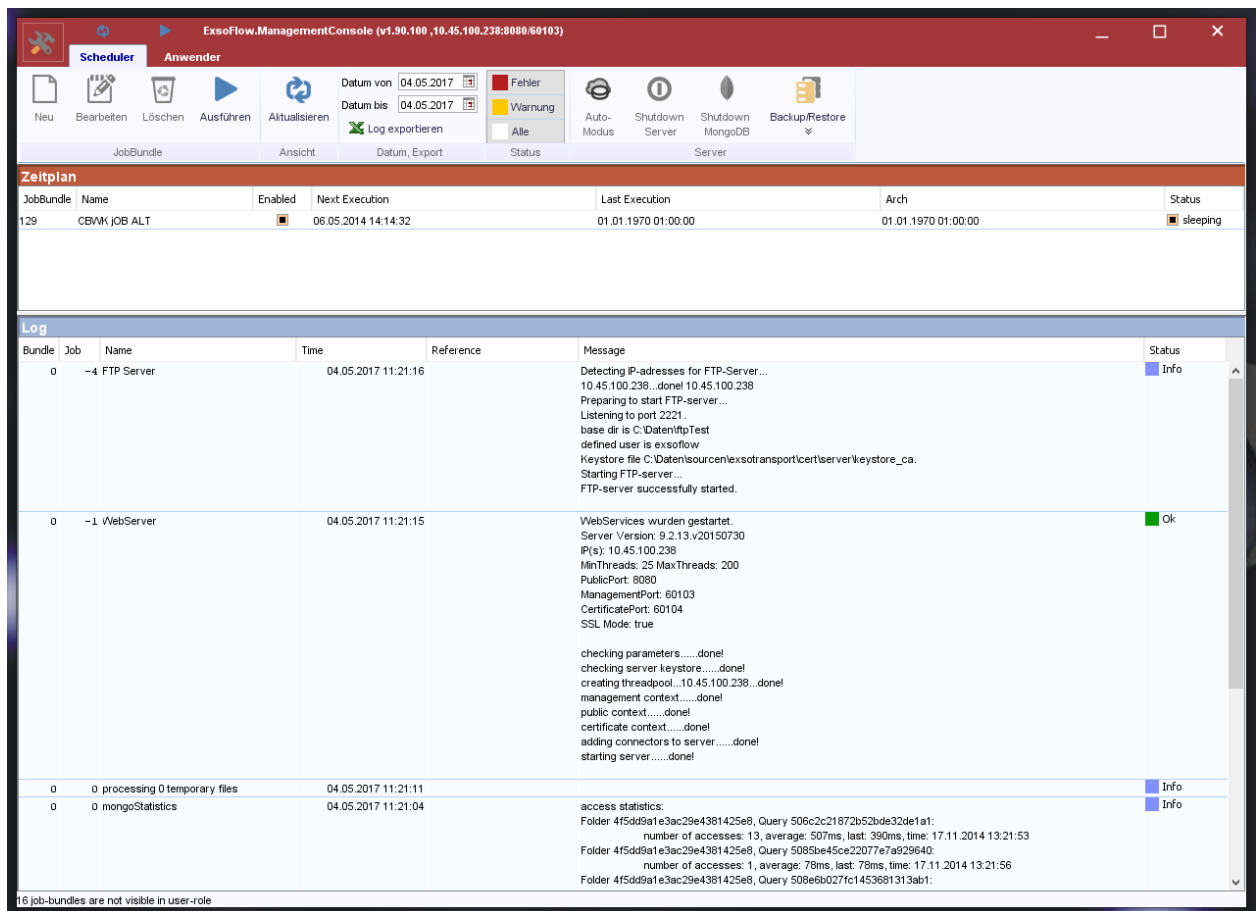 ExsoFlow.ManagementConsole (v1.90.100 ,10.45.100.238:8080/60103)
Scheduler Anwender
Neu Bearbeiten Löschen Ausführen
JobBundle
Aktualisieren
Ansicht
Datum von 04.05.2017
Datum bis 04.05.2017
Log exportieren
Datum, Export
Fehler
Warnung
Alle
Status
Auto-Modus Shutdown Server Shutdown MongoDB Backup/Restore
Server
Zeitplan
JobBundle Name Enabled Next Execution Last Execution Arch Status
129 CBWK jOB ALT 06.05.2014 14:14:32 01.01.1970 01:00:00 01.01.1970 01:00:00 sleeping
Log
Bundle Job Name Time Reference Message Status
0 -4 FTP Server 04.05.2017 11:21:16 Detecting IP-adresses for FTP-Server... Info
10.45.100.238...done! 10.45.100.238
Preparing to start FTP-server...
Listening to port 2221.
base dir is C:\Daten\ftpTest
defined user is exsoflow
Keystore file C:\Daten\sourcen\exsotransport\cert\server\keystore_ca.
Starting FTP-server...
FTP-server successfully started.
0 -1 WebServer 04.05.2017 11:21:15 WebServices wurden gestartet. Ok
Server Version: 9.2.13.v20150730
IP(s): 10.45.100.238
MinThreads: 25 MaxThreads: 200
PublicPort: 8080
ManagementPort: 60103
CertificatePort: 60104
SSL Mode: true
checking parameters......done!
checking server keystore......done!
creating threadpool...10.45.100.238...done!
management context......done!
public context......done!
certificate context......done!
adding connectors to server......done!
starting server......done!
0 0 processing 0 temporary files 04.05.2017 11:21:11 Info
0 0 mongoStatistics 04.05.2017 11:21:04 access statistics: Info
Folder 4f5dd9a1e3ac29e4381425e8, Query 506c2c21872b52bde32de1a1:
number of accesses: 13, average: 507ms, last: 390ms, time: 17.11.2014 13:21:53
Folder 4f5dd9a1e3ac29e4381425e8, Query 5085be45ce22077e7a929640:
number of accesses: 1, average: 78ms, last: 78ms, time: 17.11.2014 13:21:56
Folder 4f5dd9a1e3ac29e4381425e8, Query 508e6b027fc1453681313ab1:
16 job-bundles are not visible in user-role